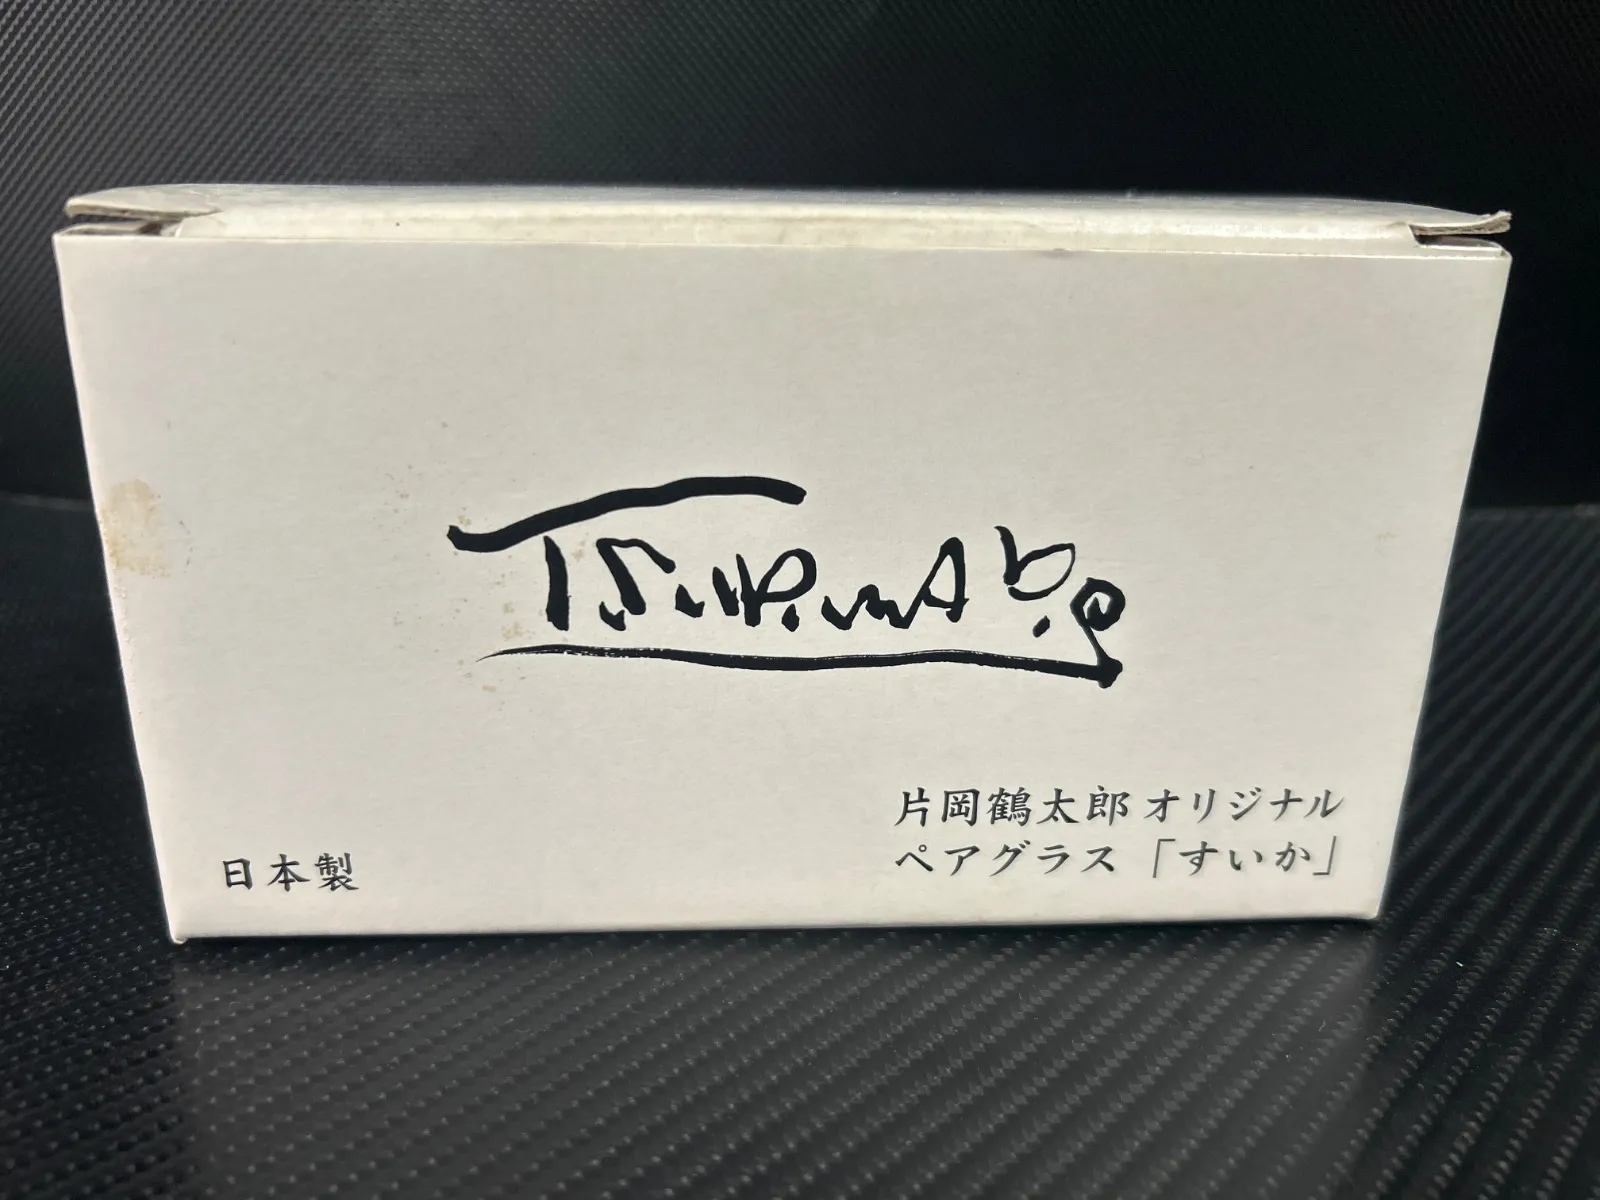 Tsurutaro
片岡鶴太郎 オリジナル
ペアグラス「すいか」
日本製